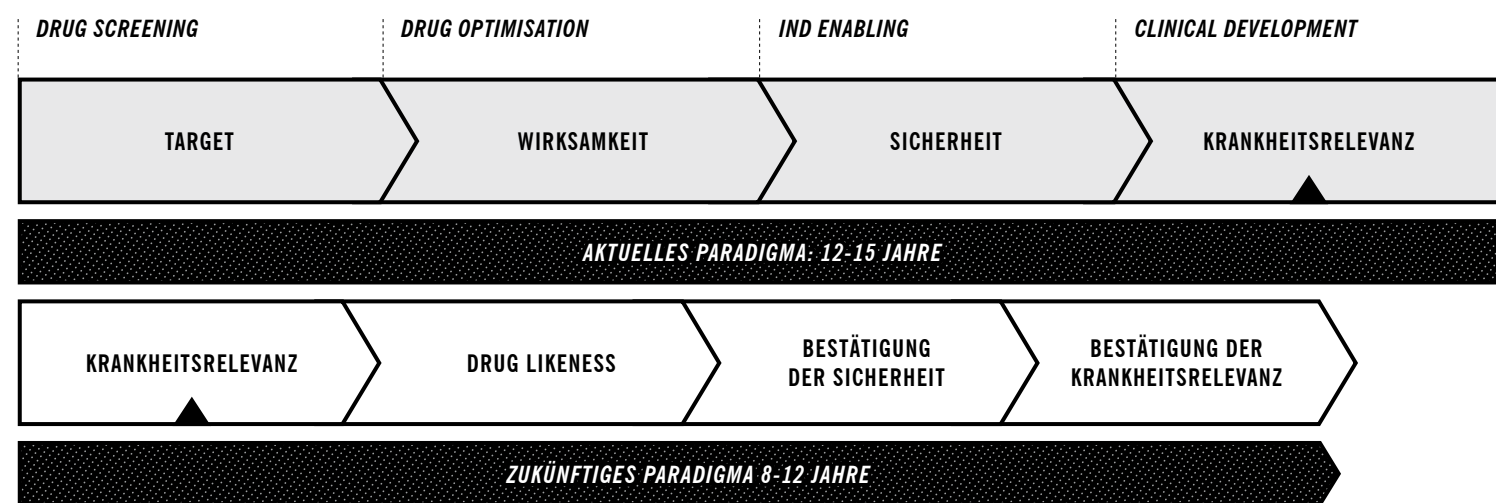 DRUG SCREENING
DRUG OPTIMISATION
IND ENABLING
CLINICAL DEVELOPMENT
TARGET
WIRKSAMKEIT
SICHERHEIT
KRANKHEITSRELEVANZ
AKTUELLES PARADIGMA: 12-15 JAHRE
KRANKHEITSRELEVANZ
DRUG LIKENESS
BESTÄTIGUNG
DER SICHERHEIT
BESTÄTIGUNG DER
KRANKHEITSRELEVANZ
ZUKÜNFTIGES PARADIGMA 8-12 JAHRE